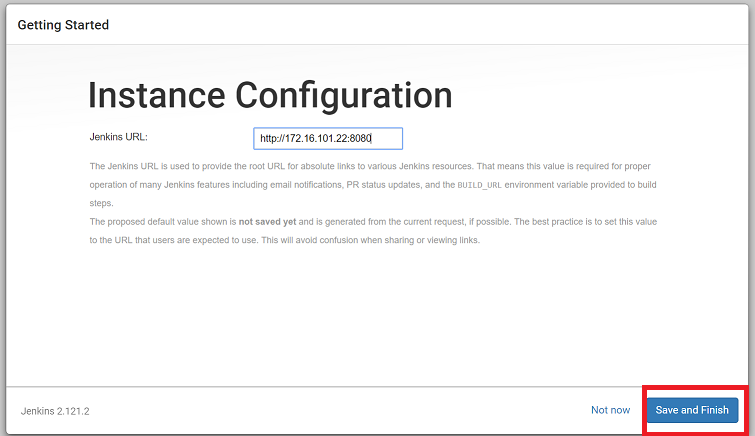 Getting Started
Instance Configuration
Jenkins URL:
http://172.16.101.22:8080
The Jenkins URL is used to provide the root URL for absolute links to various Jenkins resources. That means this value is required for proper
operation of many Jenkins features including email notifications, PR status updates, and the BUILD_URL environment variable provided to build
steps.
The proposed default value shown is not saved yet and is generated from the current request, if possible. The best practice is to set this value
to the URL that users are expected to use. This will avoid confusion when sharing or viewing links.
Jenkins 2.121.2
Not now
Save and Finish